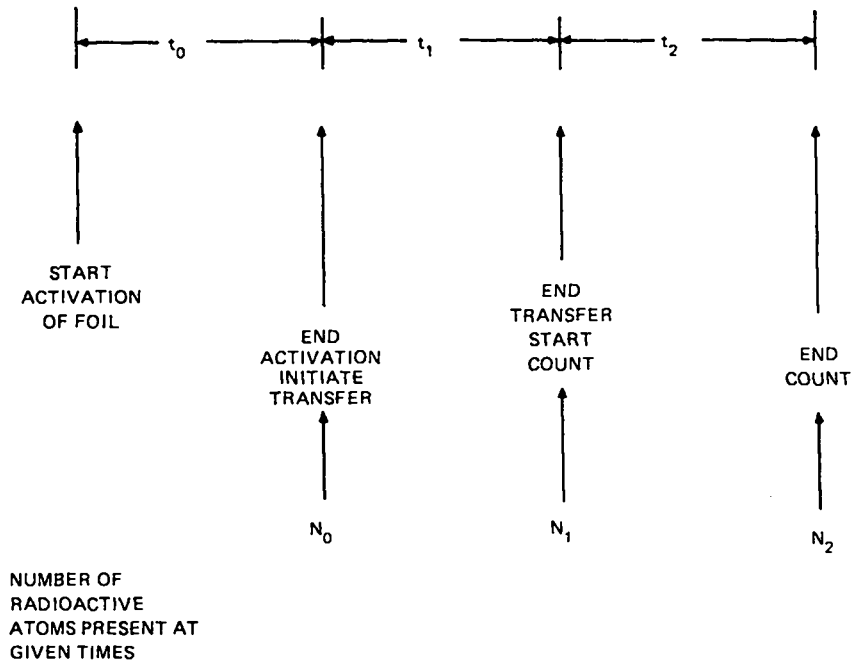 t0
t1
t2
START
ACTIVATION
OF FOIL
END
ACTIVATION
INITIATE
TRANSFER
END
TRANSFER
START
COUNT
END
COUNT
N0
N1
N2
NUMBER OF
RADIOACTIVE
ATOMS PRESENT AT
GIVEN TIMES